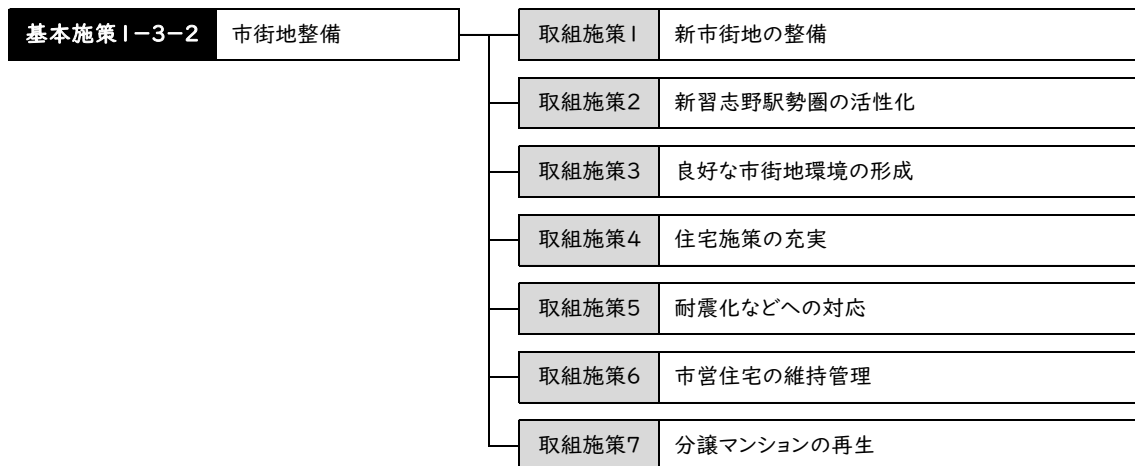 基本施策1-3-2 市街地整備
取組施策1 新市街地の整備
取組施策2 新習志野駅勢圏の活性化
取組施策3 良好な市街地環境の形成
取組施策4 住宅施策の充実
取組施策5 耐震化などへの対応
取組施策6 市営住宅の維持管理
取組施策7 分譲マンションの再生